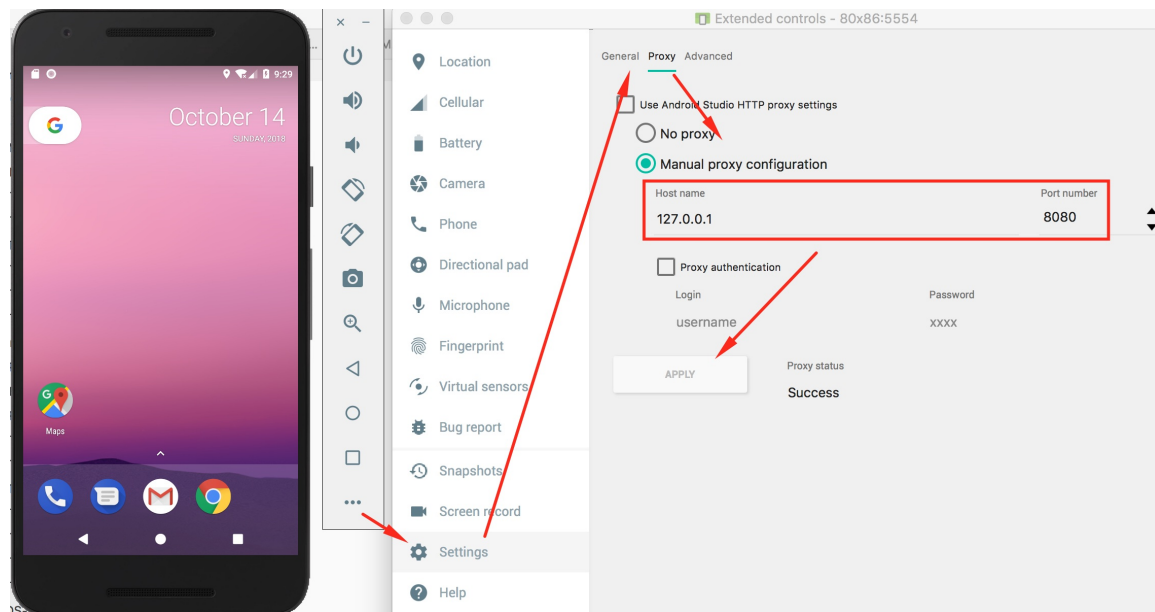 Extended controls - 80x86:5554
9:29
October 14
SUNDAY, 2018
G
Maps
Location
Cellular
Battery
Camera
Phone
Directional pad
Microphone
Fingerprint
Virtual sensors
Bug report
Snapshots
Screen record
Settings
Help
General Proxy Advanced
Use Android Studio HTTP proxy settings
No proxy
Manual proxy configuration
Host name Port number
127.0.0.1 8080
Proxy authentication
Login Password
username xxxx
APPLY Proxy status
Success